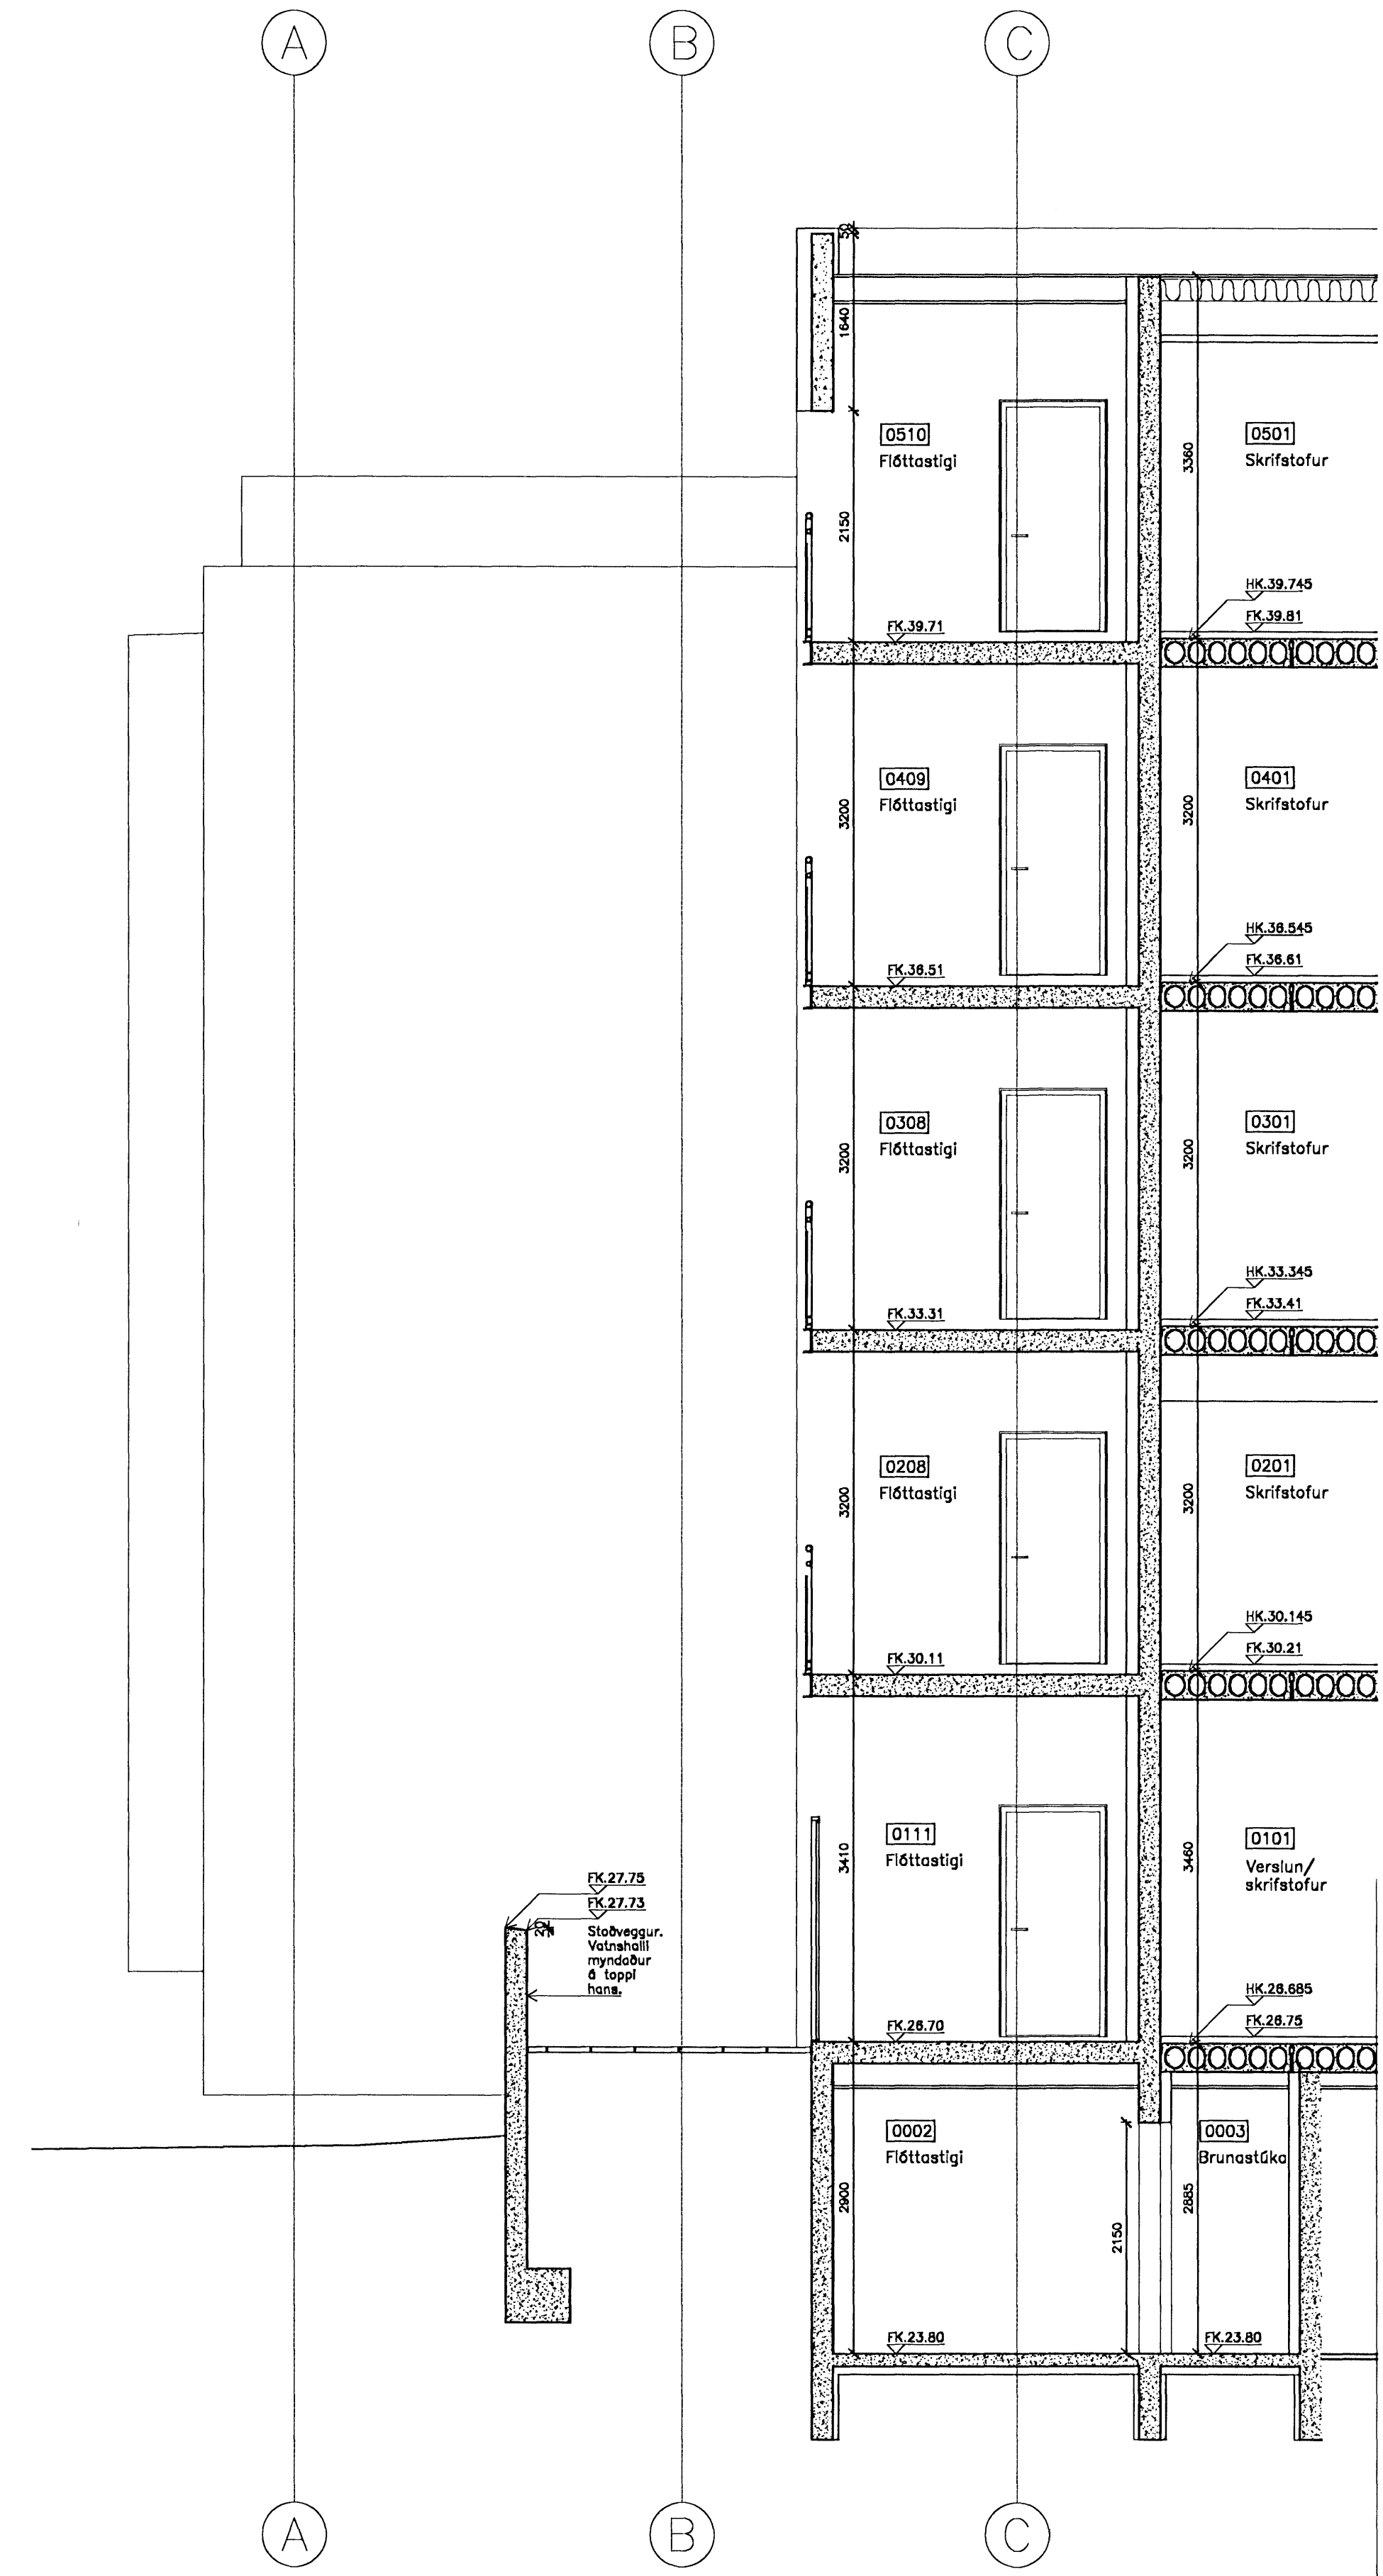 A
B
C
50
1640
0510
Flóttastigi
0501
Skrifstofur
3360
2150
HK.39.745
FK.39.81
FK.39.71
0409
Flóttastigi
0401
Skrifstofur
3200
3200
HK.36.545
FK.36.61
FK.36.51
0308
Flóttastigi
0301
Skrifstofur
3200
3200
HK.33.345
FK.33.41
FK.33.31
0208
Flóttastigi
0201
Skrifstofur
3200
3200
HK.30.145
FK.30.21
FK.30.11
0111
Flóttastigi
0101
Verslun/
skrifstofur
3410
3460
FK.27.75
FK.27.73
20
Stoðveggur.
Vatnshalli
myndaður
á toppi
hans.
HK.26.685
FK.26.75
FK.26.70
0002
Flóttastigi
0003
Brunastúka
2900
2150
2885
FK.23.80
FK.23.80
A
B
C